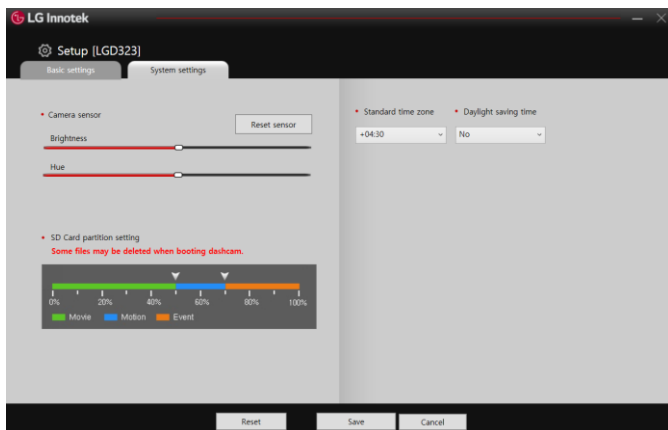 LG Innotek
Setup [LGD323]
Basic settings
System settings
Camera sensor
Reset sensor
Brightness
Hue
SD Card partition setting
Some files may be deleted when booting dashcam.
0% 20% 40% 60% 80% 100%
Movie Motion Event
Standard time zone
Daylight saving time
+04:30
No
Reset
Save
Cancel